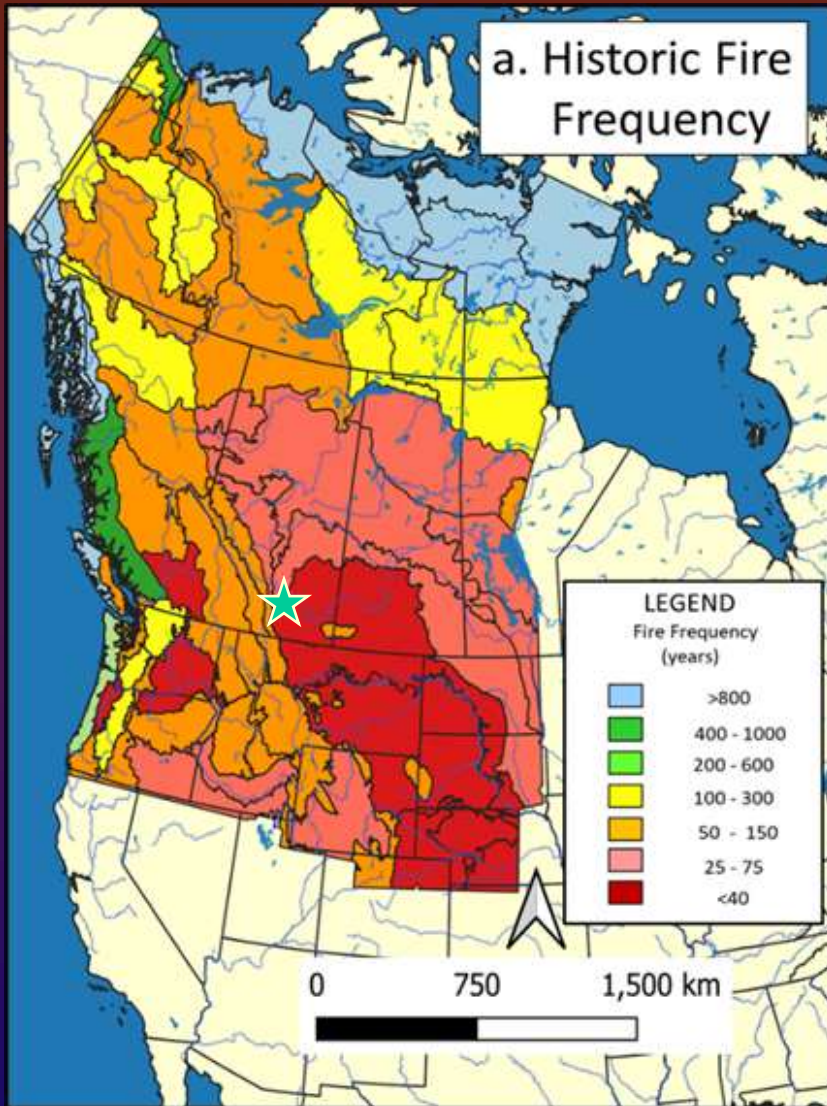 a. Historic Fire
Frequency
LEGEND
Fire Frequency
(years)
>800
400 - 1000
200 - 600
100 - 300
50 - 150
25 - 75
<40
0 750 1,500 km